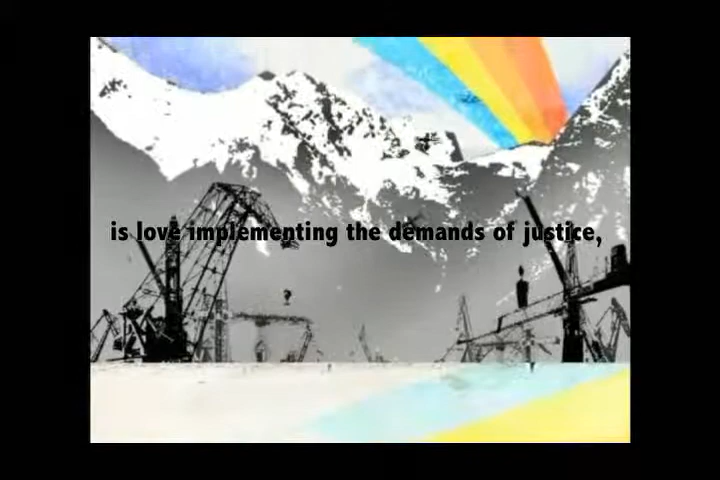 is love implementing the demands of justice,